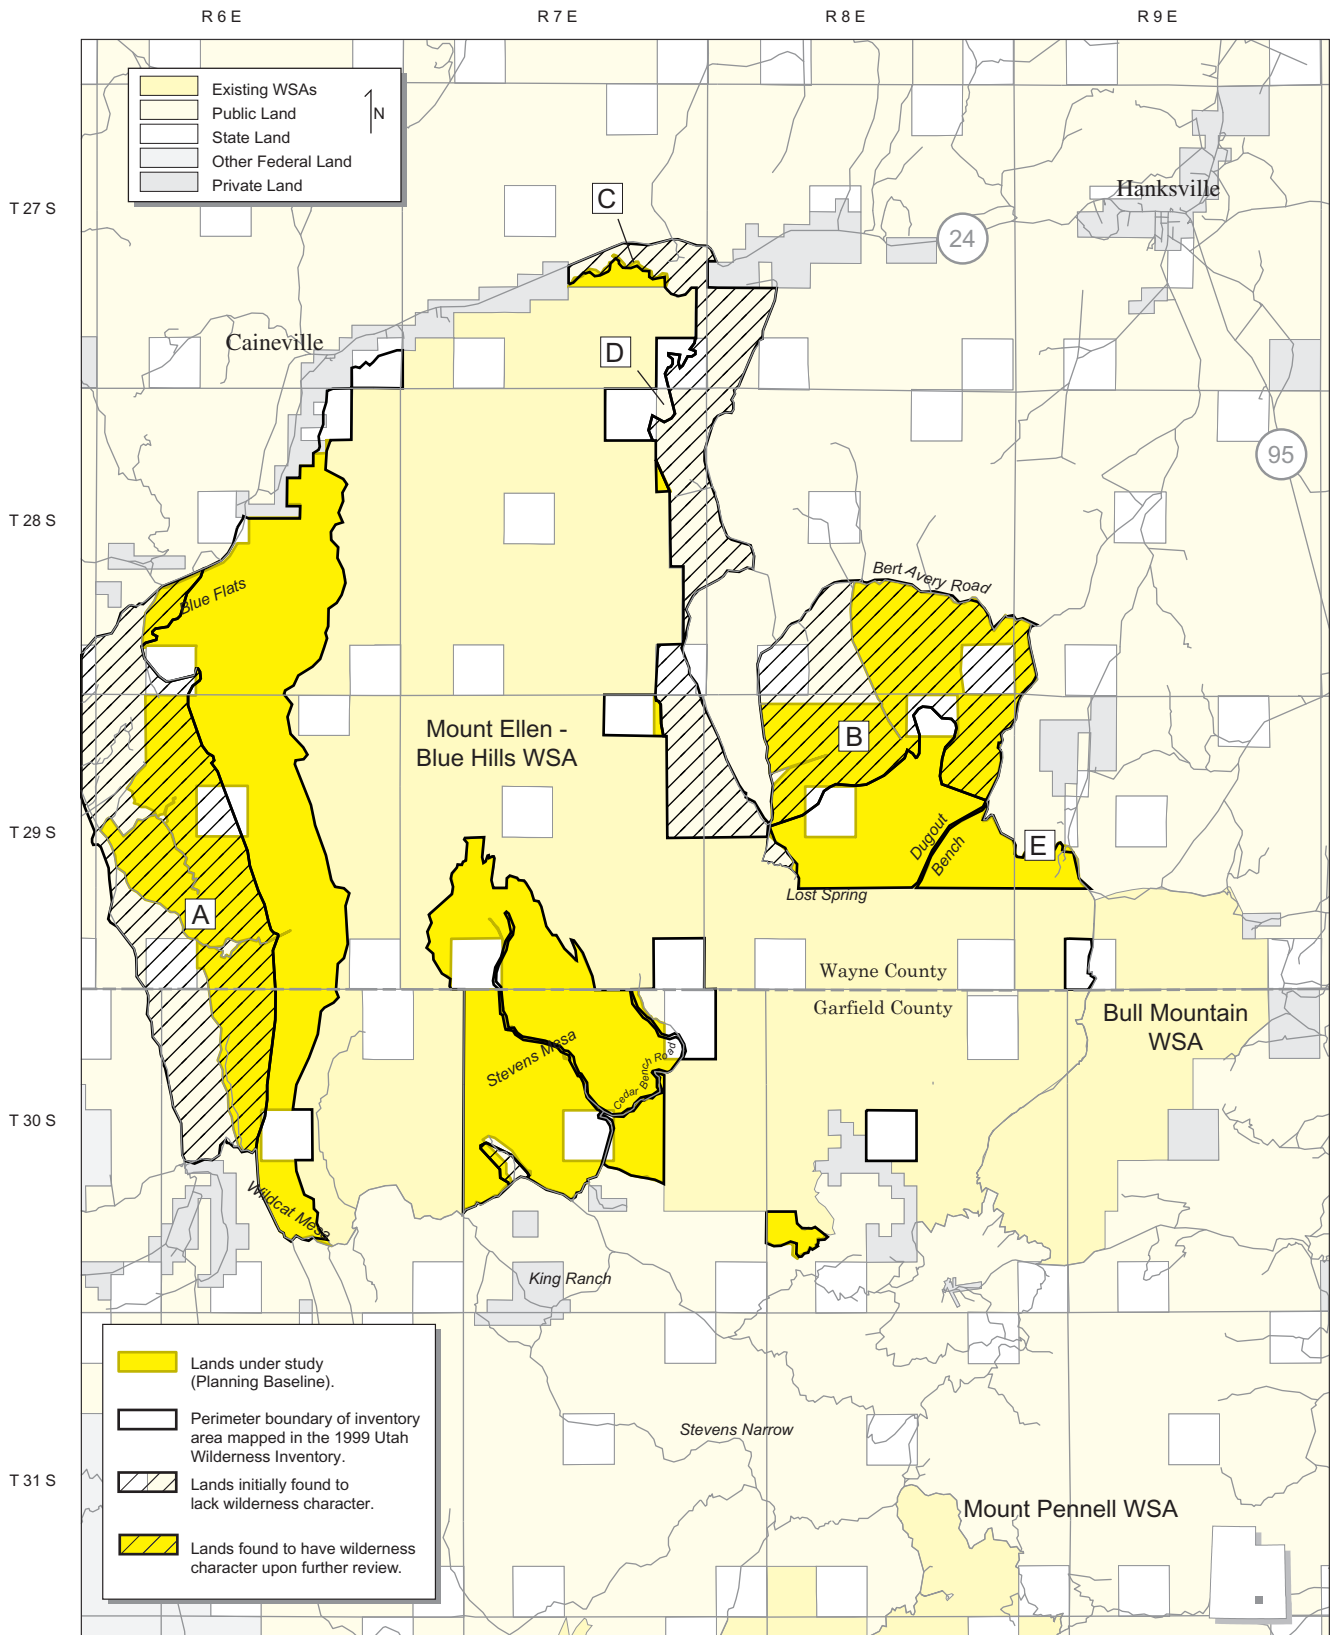 R 6 E
R 7 E
R 8 E
R 9 E
Existing WSAs
Public Land
State Land
Other Federal Land
Private Land
N
T 27 S
C
Hanksville
24
Caineville
D
95
T 28 S
Bert Avery Road
Blue Flats
Mount Ellen -
Blue Hills WSA
B
T 29 S
Dugout
Bench
E
Lost Spring
A
Wayne County
Garfield County
Bull Mountain
WSA
Stevens Mesa
Cedar Bench Road
T 30 S
Wildcat Mesa
King Ranch
Lands under study
(Planning Baseline).
Perimeter boundary of inventory
area mapped in the 1999 Utah
Wilderness Inventory.
Lands initially found to
lack wilderness character.
Lands found to have wilderness
character upon further review.
Stevens Narrow
T 31 S
Mount Pennell WSA